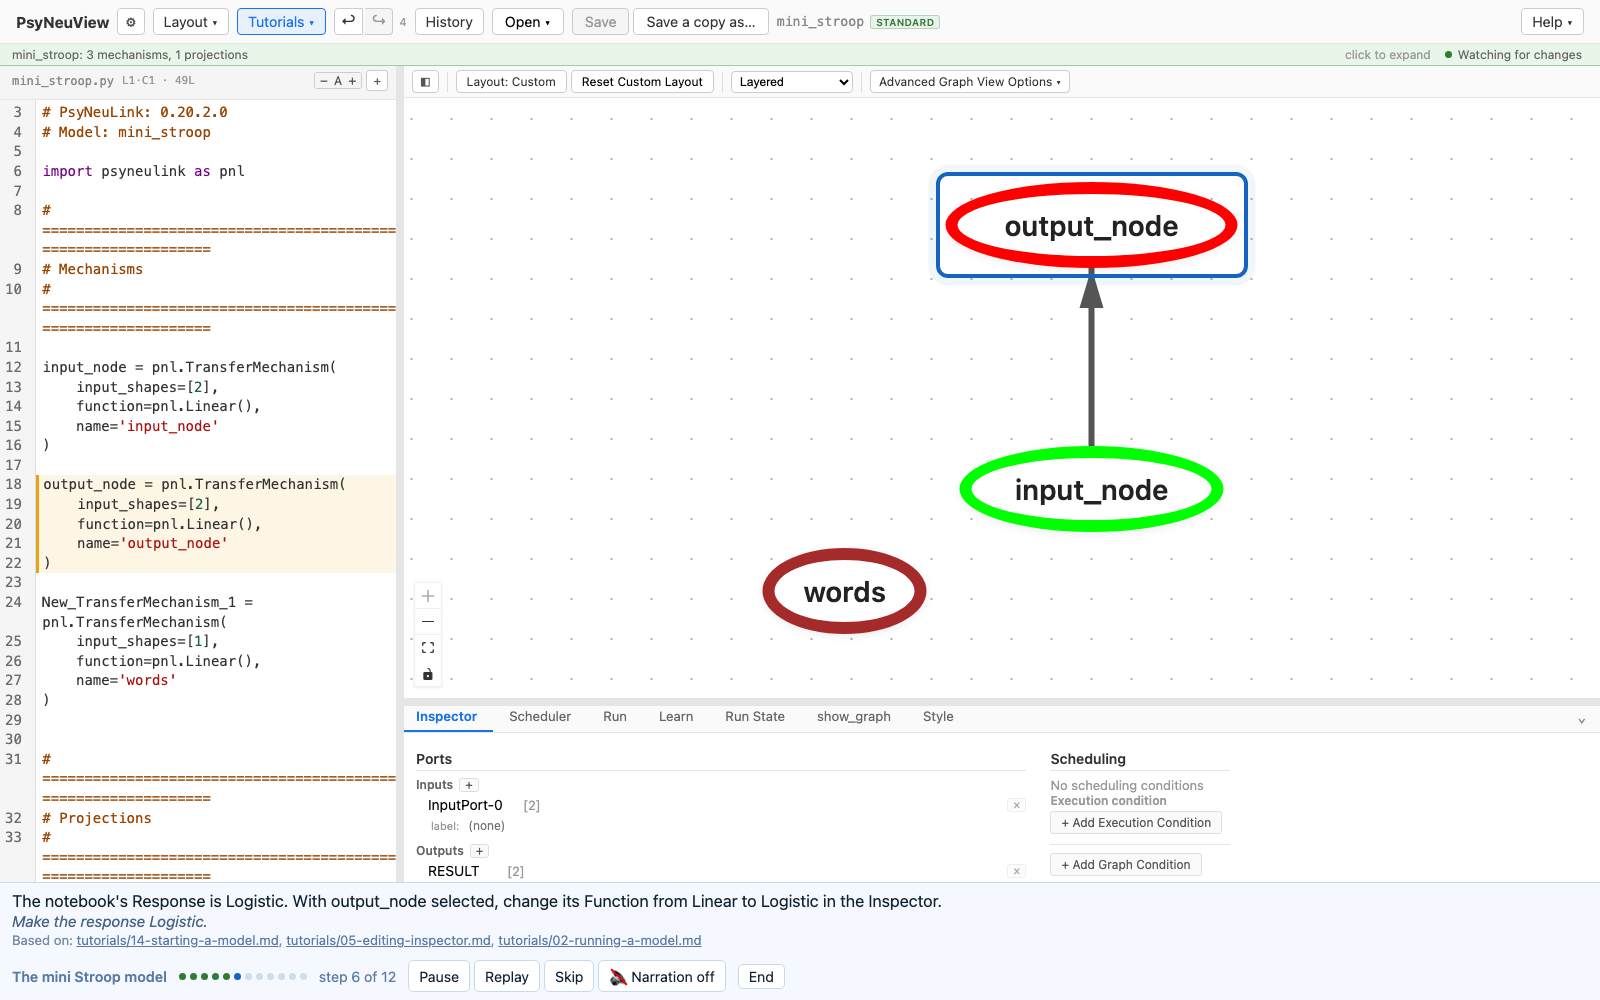 PsyNeuView ⚙ Layout ▾ Tutorials ▾ ↩ ↪ 4 History Open ▾ Save Save a copy as... mini_stroop STANDARD Help ▾
mini_stroop: 3 mechanisms, 1 projections click to expand ● Watching for changes
mini_stroop.py L1:C1 · 49L − A + +
Layout: Custom Reset Custom Layout Layered Advanced Graph View Options ▾
3 # PsyNeuLink: 0.20.2.0
4 # Model: mini_stroop
5
6 import psyneulink as pnl
7
8 #
==========================================
====================
9 # Mechanisms
10 #
==========================================
====================
11
12 input_node = pnl.TransferMechanism(
13 input_shapes=[2],
14 function=pnl.Linear(),
15 name='input_node'
16 )
17
18 output_node = pnl.TransferMechanism(
19 input_shapes=[2],
20 function=pnl.Linear(),
21 name='output_node'
22 )
23
24 New_TransferMechanism_1 =
pnl.TransferMechanism(
25 input_shapes=[1],
26 function=pnl.Linear(),
27 name='words'
28 )
29
30
31 #
==========================================
====================
32 # Projections
33 #
==========================================
====================
output_node
input_node
words
Inspector Scheduler Run Learn Run State show_graph Style
Ports
Inputs +
InputPort-0 [2] x
label: (none)
Outputs +
RESULT [2] x
Scheduling
No scheduling conditions
Execution condition
+ Add Execution Condition
+ Add Graph Condition
The notebook's Response is Logistic. With output_node selected, change its Function from Linear to Logistic in the Inspector.
Make the response Logistic.
Based on: tutorials/14-starting-a-model.md, tutorials/05-editing-inspector.md, tutorials/02-running-a-model.md
The mini Stroop model step 6 of 12 Pause Replay Skip Narration off End